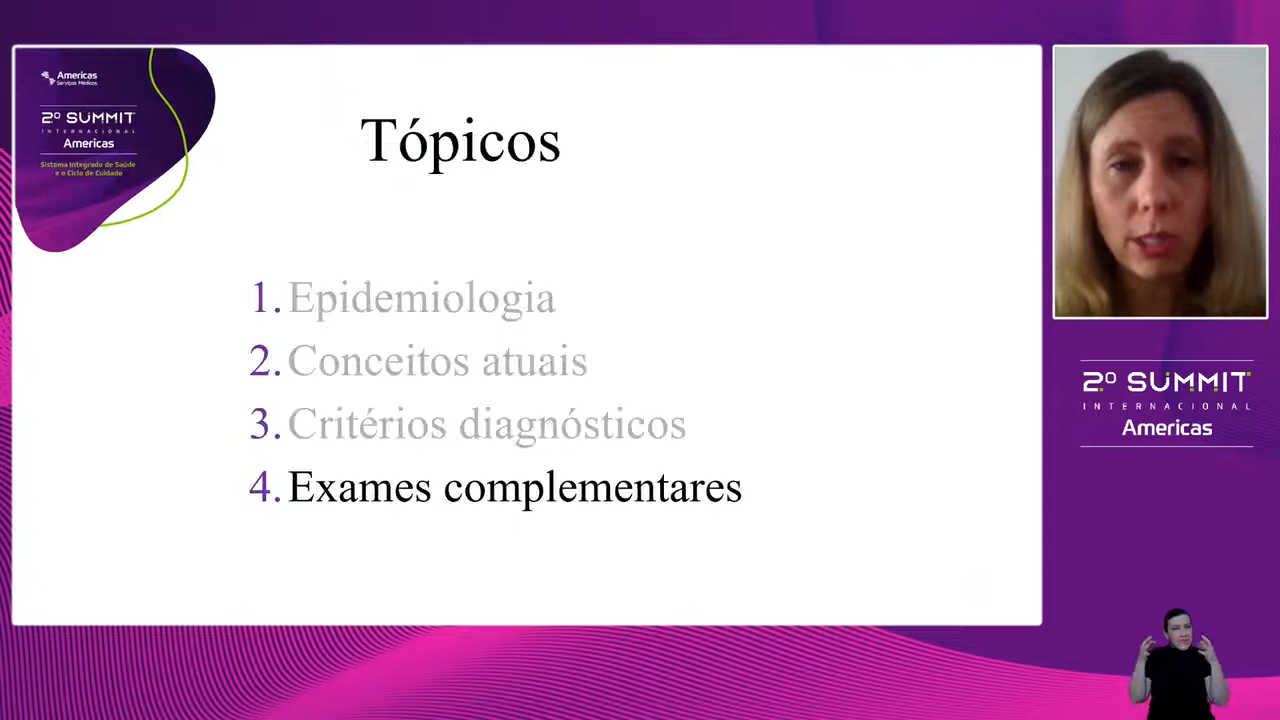 Americas
Serviços Médicos
2º SUMMIT
INTERNACIONAL
Americas
Sistema Integrado de Saúde
e o Ciclo de Cuidado
Tópicos
1. Epidemiologia
2. Conceitos atuais
3. Critérios diagnósticos
4. Exames complementares
2º SUMMIT
INTERNACIONAL
Americas